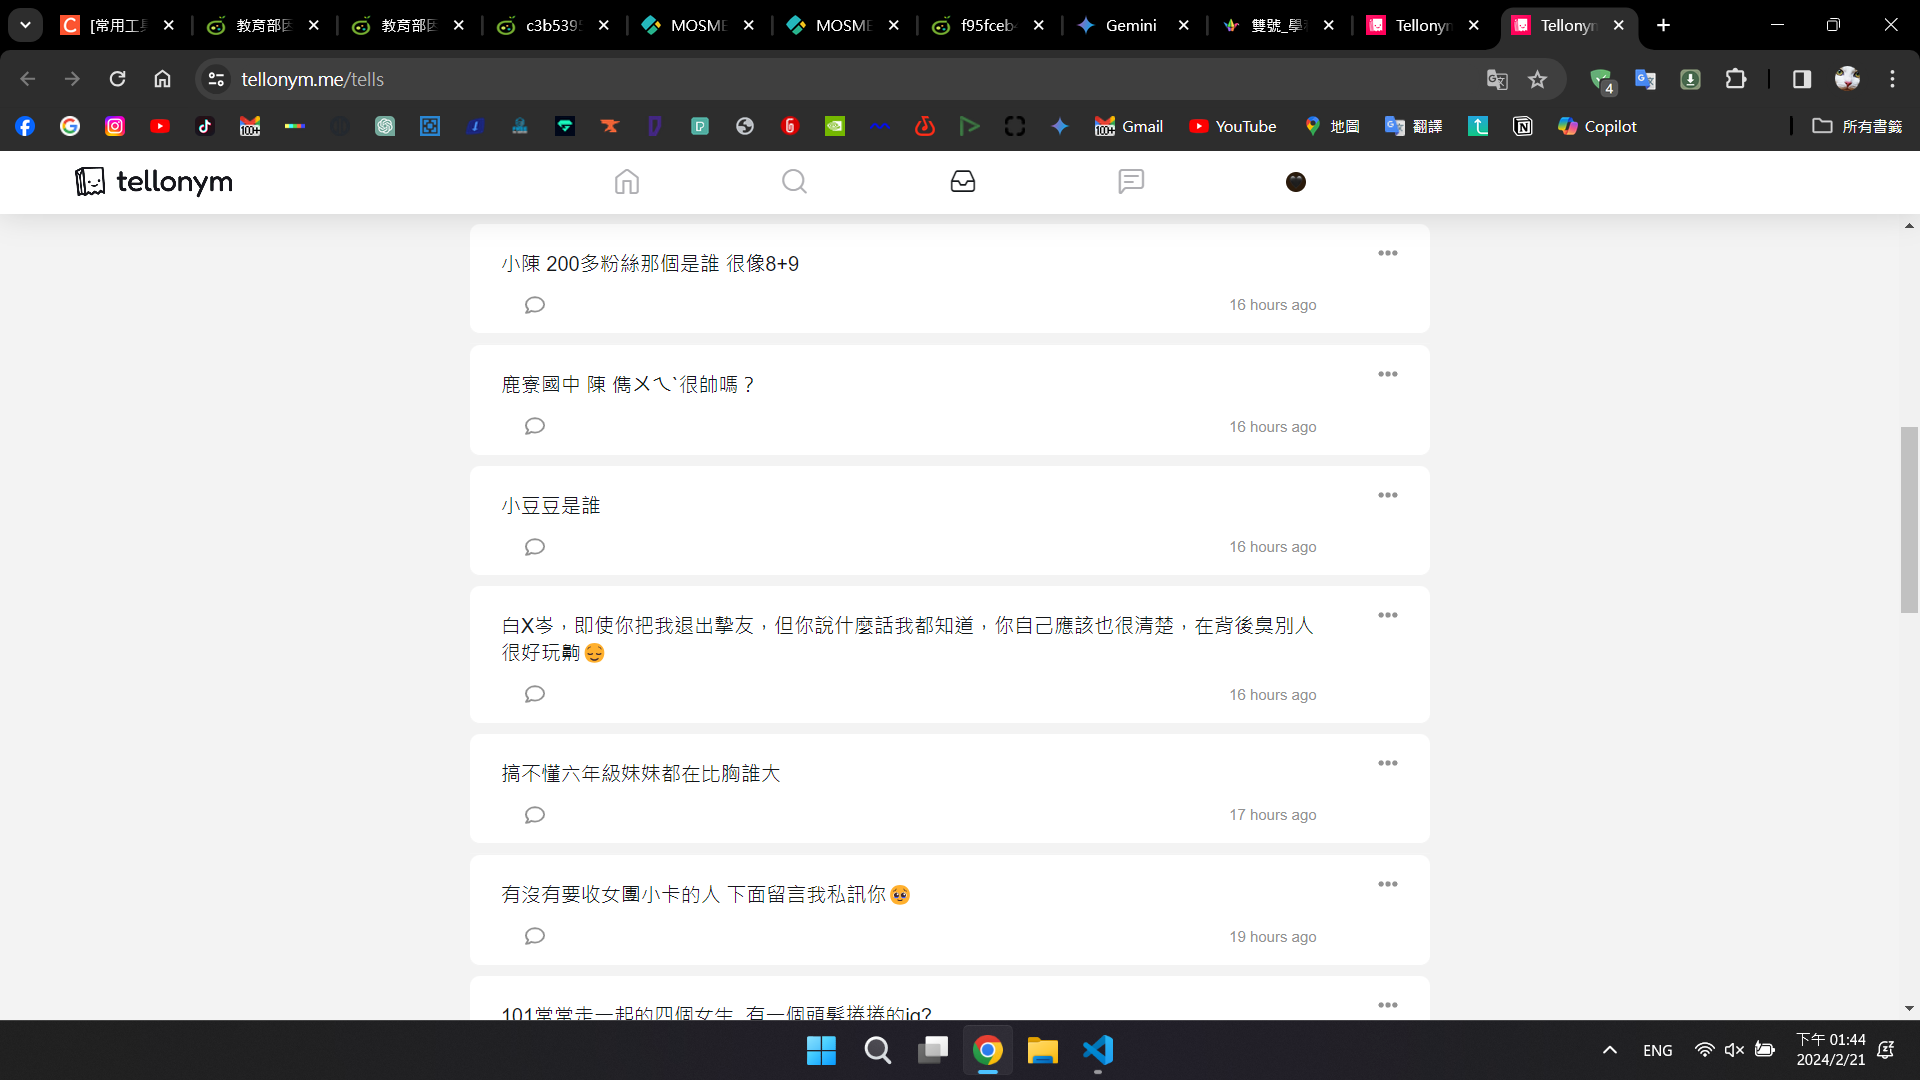 [常用工具
教育部因
教育部因
c3b5395
MOSME
MOSME
f95fceb4
Gemini
雙號_學
Tellonym
Tellonym
tellonym.me/tells
4
Gmail
YouTube
地圖
翻譯
Copilot
所有書籤
tellonym
小陳 200多粉絲那個是誰 很像8+9
16 hours ago
鹿寮國中 陳 儁ㄨㄟˋ很帥嗎？
16 hours ago
小豆豆是誰
16 hours ago
白X岑，即使你把我退出摯友，但你說什麼話我都知道，你自己應該也很清楚，在背後臭別人
很好玩齁😌
16 hours ago
搞不懂六年級妹妹都在比胸誰大
17 hours ago
有沒有要收女團小卡的人 下面留言我私訊你🥺
19 hours ago
101常常走一起的四個女生 有一個頭髮捲捲的ig?
ENG
下午 01:44
2024/2/21